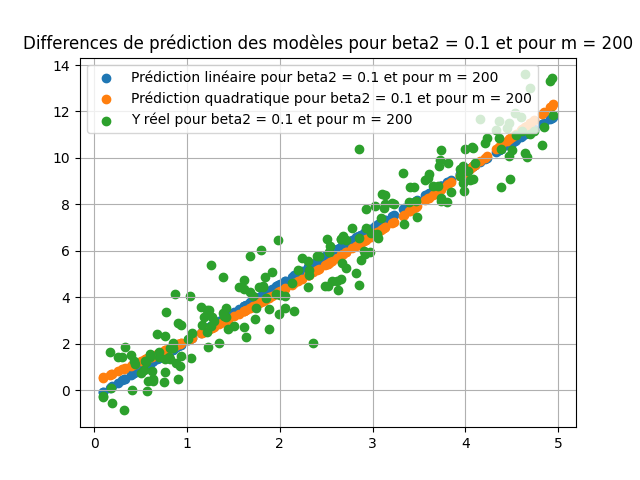 Differences de prédiction des modèles pour beta2 = 0.1 et pour m = 200
14
12
10
8
6
4
2
0
Prédiction linéaire pour beta2 = 0.1 et pour m = 200
Prédiction quadratique pour beta2 = 0.1 et pour m = 200
Y réel pour beta2 = 0.1 et pour m = 200
0 1 2 3 4 5